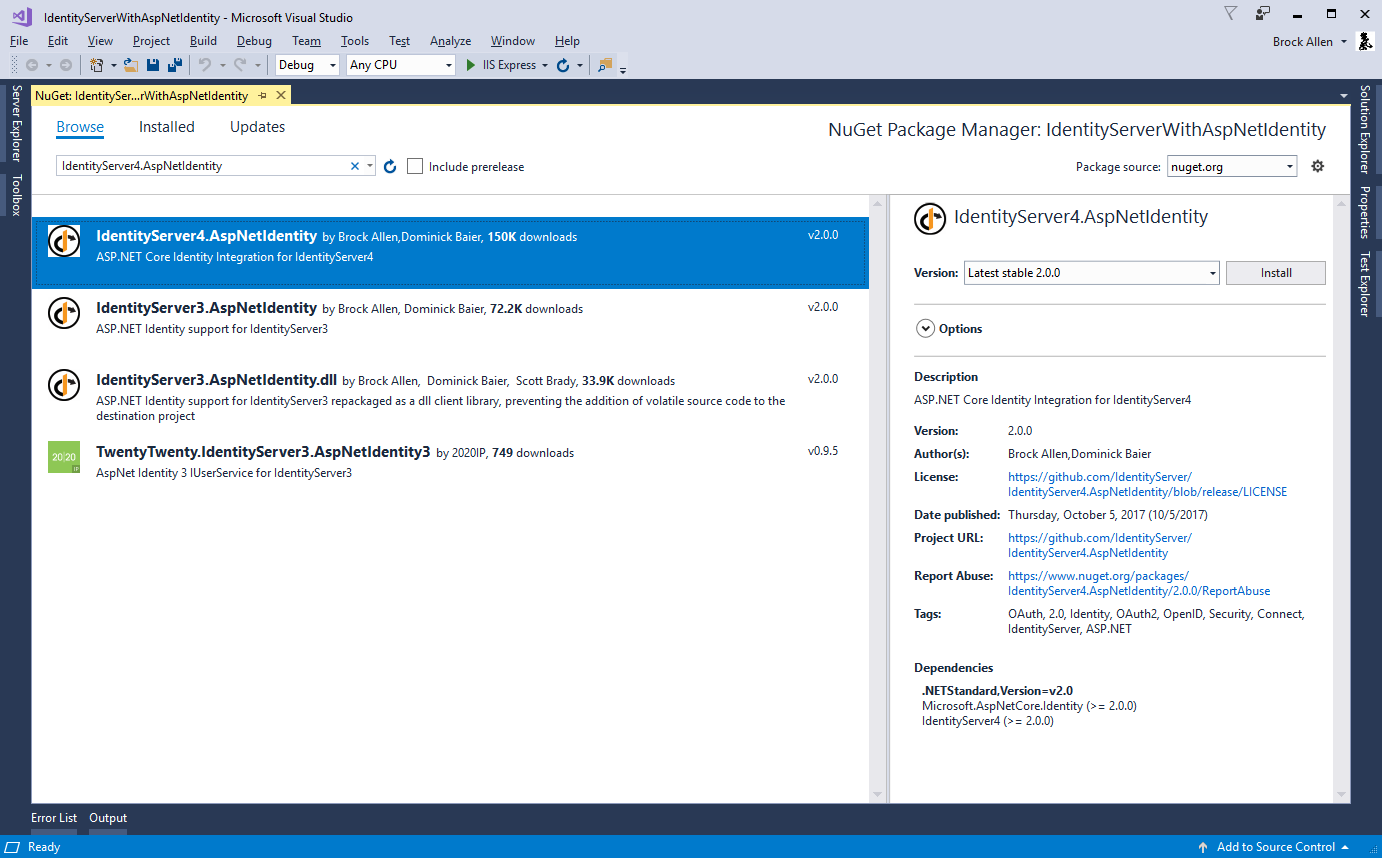 IdentityServerWithAspNetIdentity - Microsoft Visual Studio
File Edit View Project Build Debug Team Tools Test Analyze Window Help
Brock Allen
Debug Any CPU IIS Express
Server Explorer
Toolbox
NuGet: IdentitySer...rWithAspNetIdentity
Browse Installed Updates
NuGet Package Manager: IdentityServerWithAspNetIdentity
IdentityServer4.AspNetIdentity
Include prerelease
Package source: nuget.org
IdentityServer4.AspNetIdentity by Brock Allen,Dominick Baier, 150K downloads v2.0.0
ASP.NET Core Identity Integration for IdentityServer4
IdentityServer3.AspNetIdentity by Brock Allen, Dominick Baier, 72.2K downloads v2.0.0
ASP.NET Identity support for IdentityServer3
IdentityServer3.AspNetIdentity.dll by Brock Allen, Dominick Baier, Scott Brady, 33.9K downloads v2.0.0
ASP.NET Identity support for IdentityServer3 repackaged as a dll client library, preventing the addition of volatile source code to the
destination project
20|20
IP
TwentyTwenty.IdentityServer3.AspNetIdentity3 by 2020IP, 749 downloads v0.9.5
AspNet Identity 3 IUserService for IdentityServer3
IdentityServer4.AspNetIdentity
Version: Latest stable 2.0.0 Install
Options
Description
ASP.NET Core Identity Integration for IdentityServer4
Version: 2.0.0
Author(s): Brock Allen,Dominick Baier
License: https://github.com/IdentityServer/
IdentityServer4.AspNetIdentity/blob/release/LICENSE
Date published: Thursday, October 5, 2017 (10/5/2017)
Project URL: https://github.com/IdentityServer/
IdentityServer4.AspNetIdentity
Report Abuse: https://www.nuget.org/packages/
IdentityServer4.AspNetIdentity/2.0.0/ReportAbuse
Tags: OAuth, 2.0, Identity, OAuth2, OpenID, Security, Connect,
IdentityServer, ASP.NET
Dependencies
.NETStandard,Version=v2.0
Microsoft.AspNetCore.Identity (>= 2.0.0)
IdentityServer4 (>= 2.0.0)
Solution Explorer
Properties
Test Explorer
Error List Output
Ready
Add to Source Control